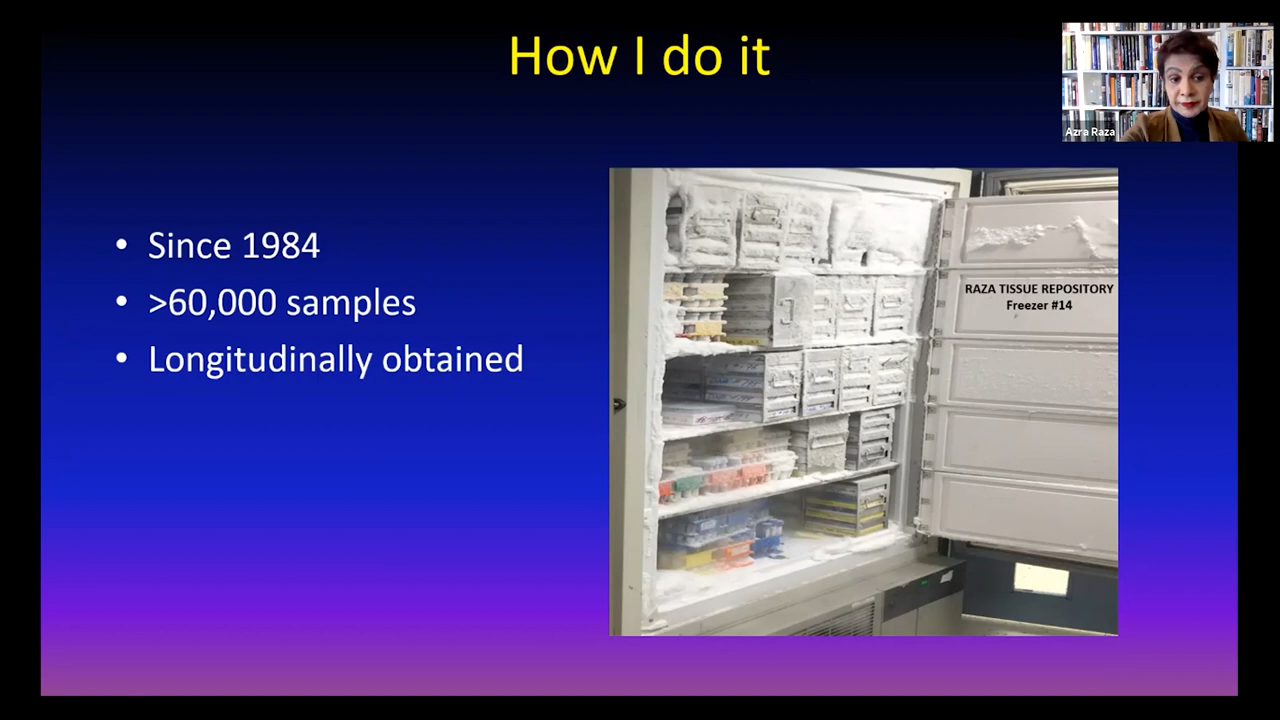 How I do it
Azra Raza
• Since 1984
• >60,000 samples
• Longitudinally obtained
RAZA TISSUE REPOSITORY
Freezer #14